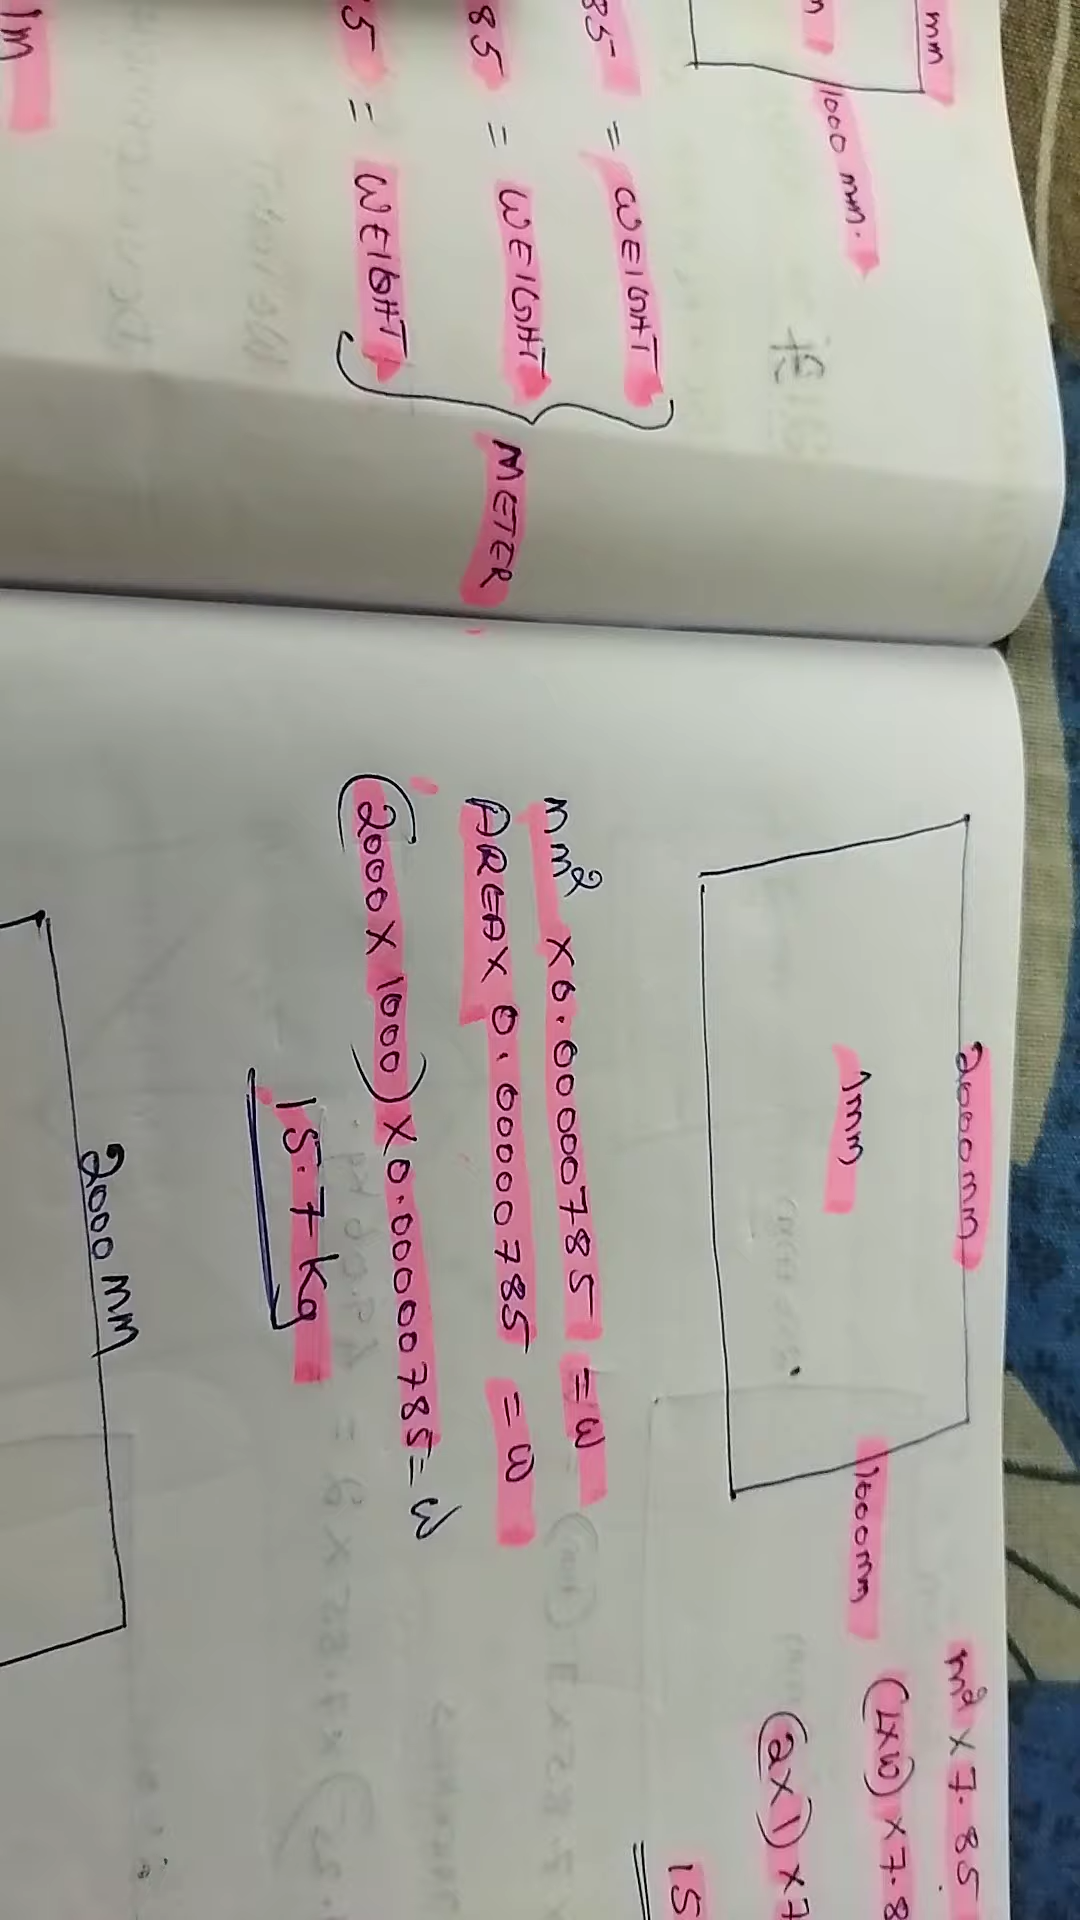 mm
m
1000 mm.
85 = WEIGHT
85 = WEIGHT
5 = WEIGHT
METER
1M
2000mm
1mm
1000mm
mm² x 0.00000785 = W
AREA x 0.00000785 = W
(2000 x 1000) x 0.00000785 = W
15.7 kg
2000 MM
m² x 7.85
(LxW) x 7.8
(2x1) x 7
15